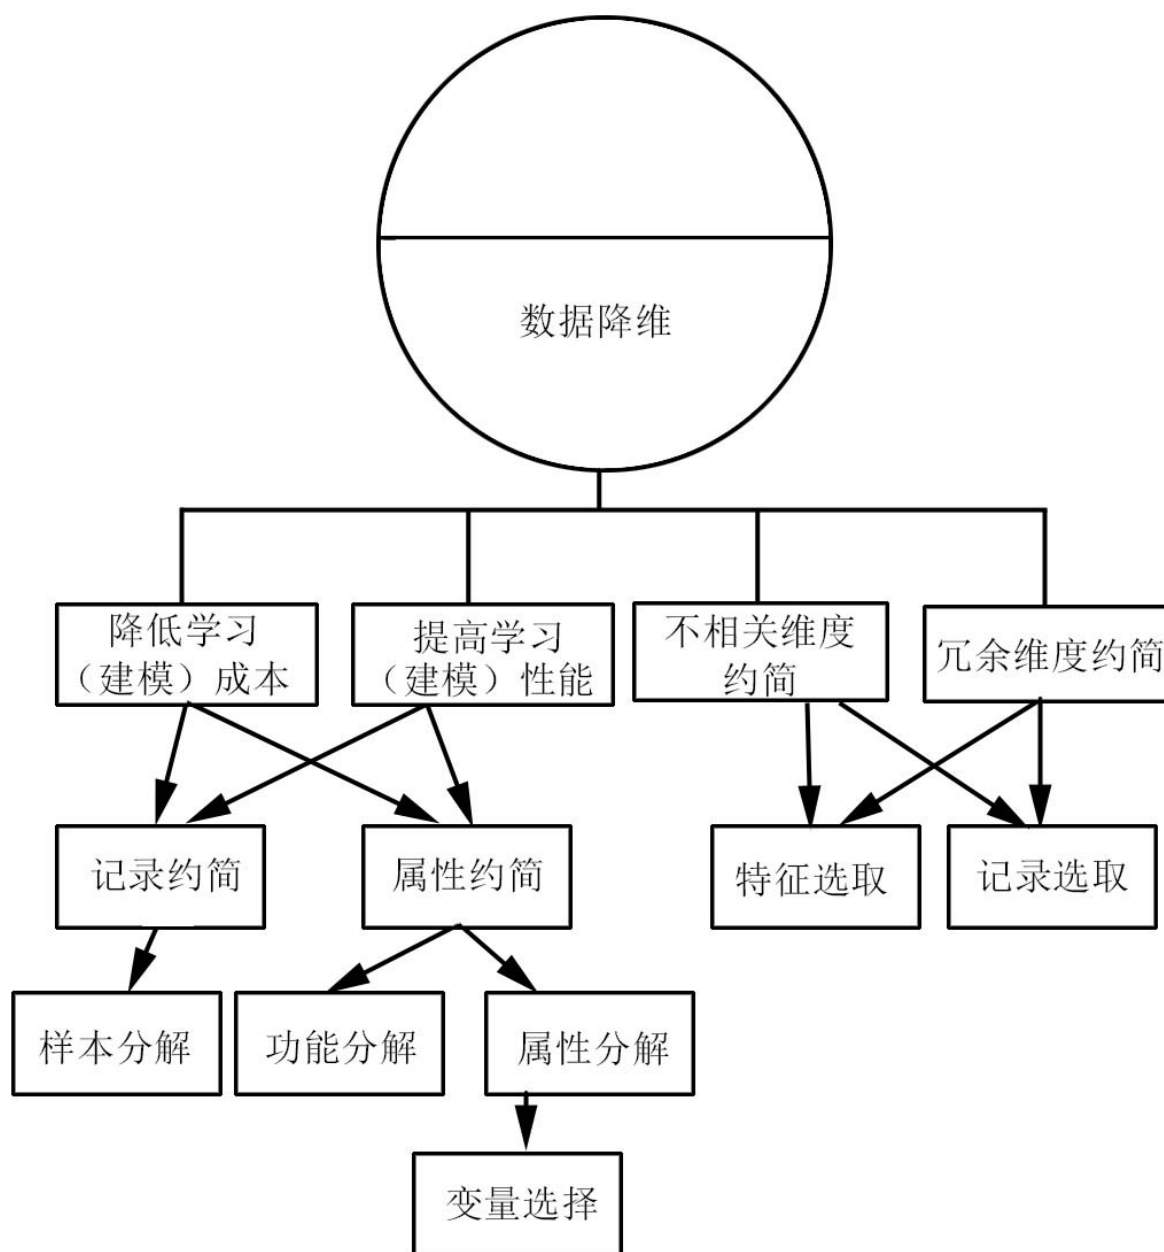 数据降维
降低学习
（建模）成本
提高学习
（建模）性能
不相关维度
约简
冗余维度约简
记录约简
属性约简
特征选取
记录选取
样本分解
功能分解
属性分解
变量选择